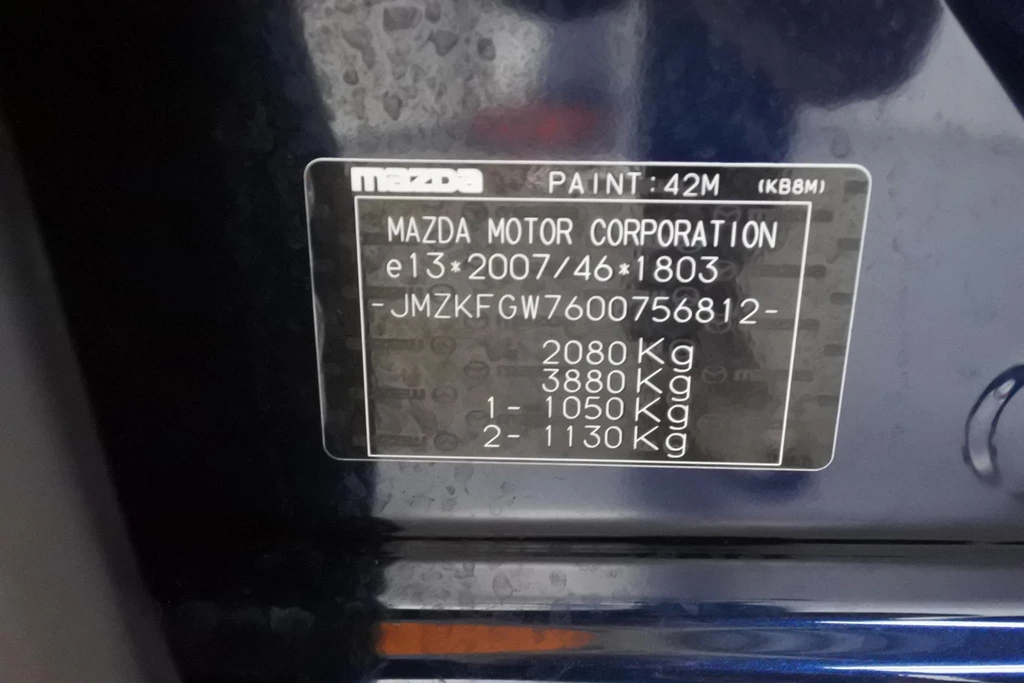 mazda PAINT:42M (KB8M)
MAZDA MOTOR CORPORATION
e13*2007/46*1803
-JMZKFGW7600756812-
2080Kg
3880Kg
1- 1050Kg
2- 1130Kg